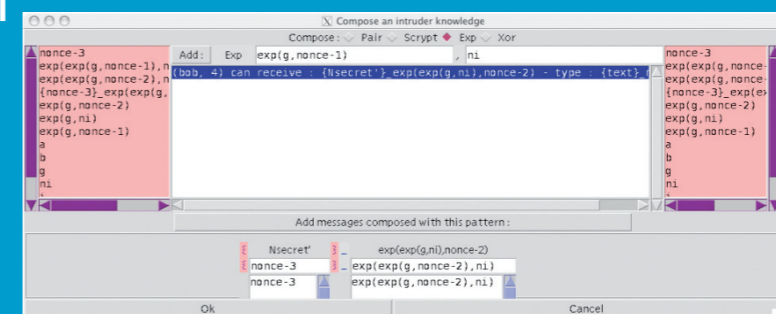 Compose an intruder knowledge
Compose: Pair Scrypt Exp Xor
nonce-3
exp(exp(g,nonce-1),n
exp(exp(g,nonce-2),n
{nonce-3}_exp(exp(g,
exp(g,nonce-2)
exp(g,ni)
exp(g,nonce-1)
a
b
g
ni
Add: Exp exp(g,nonce-1) , ni
(bob, 4) can receive : {Nsecret'}_exp(exp(g,ni),nonce-2) - type : {text}_
nonce-3
exp(exp(g,nonce-
exp(exp(g,nonce-
{nonce-3}_exp(ex
exp(g,nonce-2)
exp(g,ni)
exp(g,nonce-1)
a
b
g
ni
Add messages composed with this pattern :
Nsecret' _ exp(exp(g,ni),nonce-2)
nonce-3 _ exp(exp(g,nonce-2),ni)
nonce-3 exp(exp(g,nonce-2),ni)
Ok Cancel